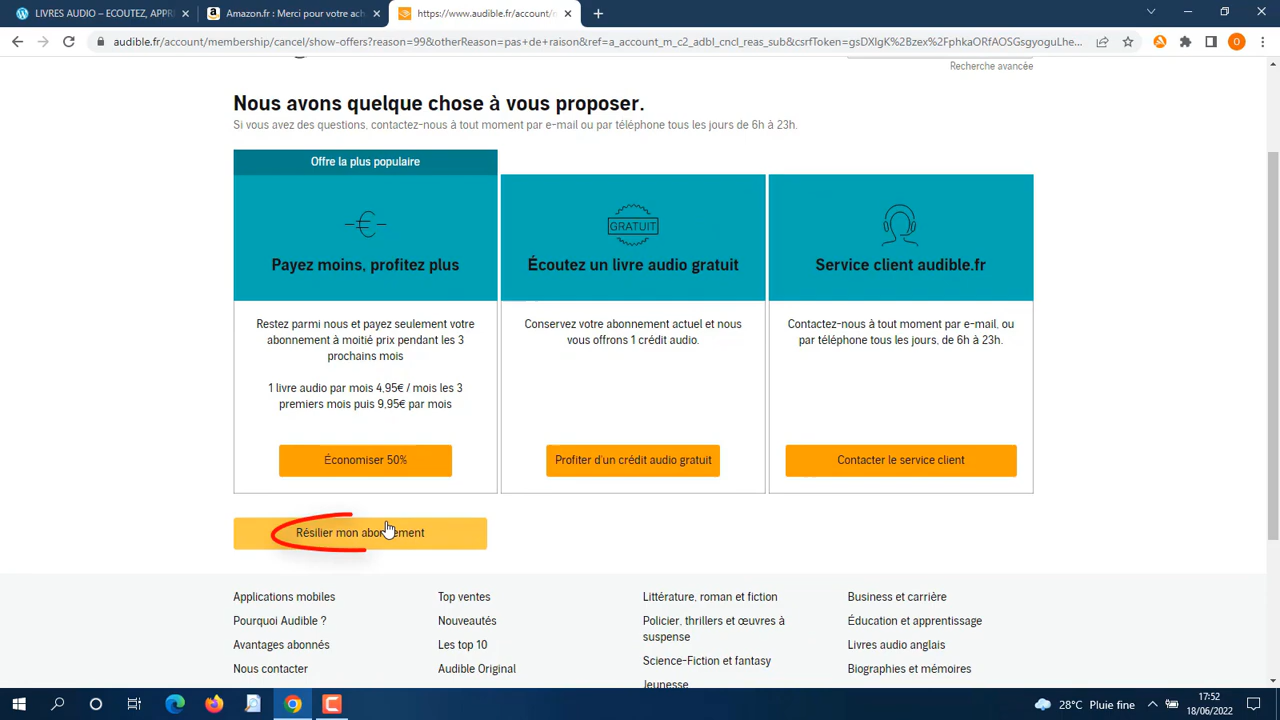 LIVRES AUDIO – ECOUTEZ, APPR
Amazon.fr : Merci pour votre ach
https://www.audible.fr/account/
audible.fr/account/membership/cancel/show-offers?reason=99&otherReason=pas+de+raison&ref=a_account_m_c2_adbl_cncl_reas_sub&csrfToken=gsDXlgK%2Bzex%2FphkaORfAOSGsgyoguLhe...
O
Recherche avancée
Nous avons quelque chose à vous proposer.
Si vous avez des questions, contactez-nous à tout moment par e-mail ou par téléphone tous les jours de 6h à 23h.
Offre la plus populaire
€
Payez moins, profitez plus
Restez parmi nous et payez seulement votre
abonnement à moitié prix pendant les 3
prochains mois
1 livre audio par mois 4,95€ / mois les 3
premiers mois puis 9,95€ par mois
Économiser 50%
GRATUIT
Écoutez un livre audio gratuit
Conservez votre abonnement actuel et nous
vous offrons 1 crédit audio.
Profiter d'un crédit audio gratuit
Service client audible.fr
Contactez-nous à tout moment par e-mail, ou
par téléphone tous les jours, de 6h à 23h.
Contacter le service client
Résilier mon abonnement
Applications mobiles
Pourquoi Audible ?
Avantages abonnés
Nous contacter
Top ventes
Nouveautés
Les top 10
Audible Original
Littérature, roman et fiction
Policier, thrillers et œuvres à
suspense
Science-Fiction et fantasy
Jeunesse
Business et carrière
Éducation et apprentissage
Livres audio anglais
Biographies et mémoires
28°C Pluie fine
17:52
18/06/2022